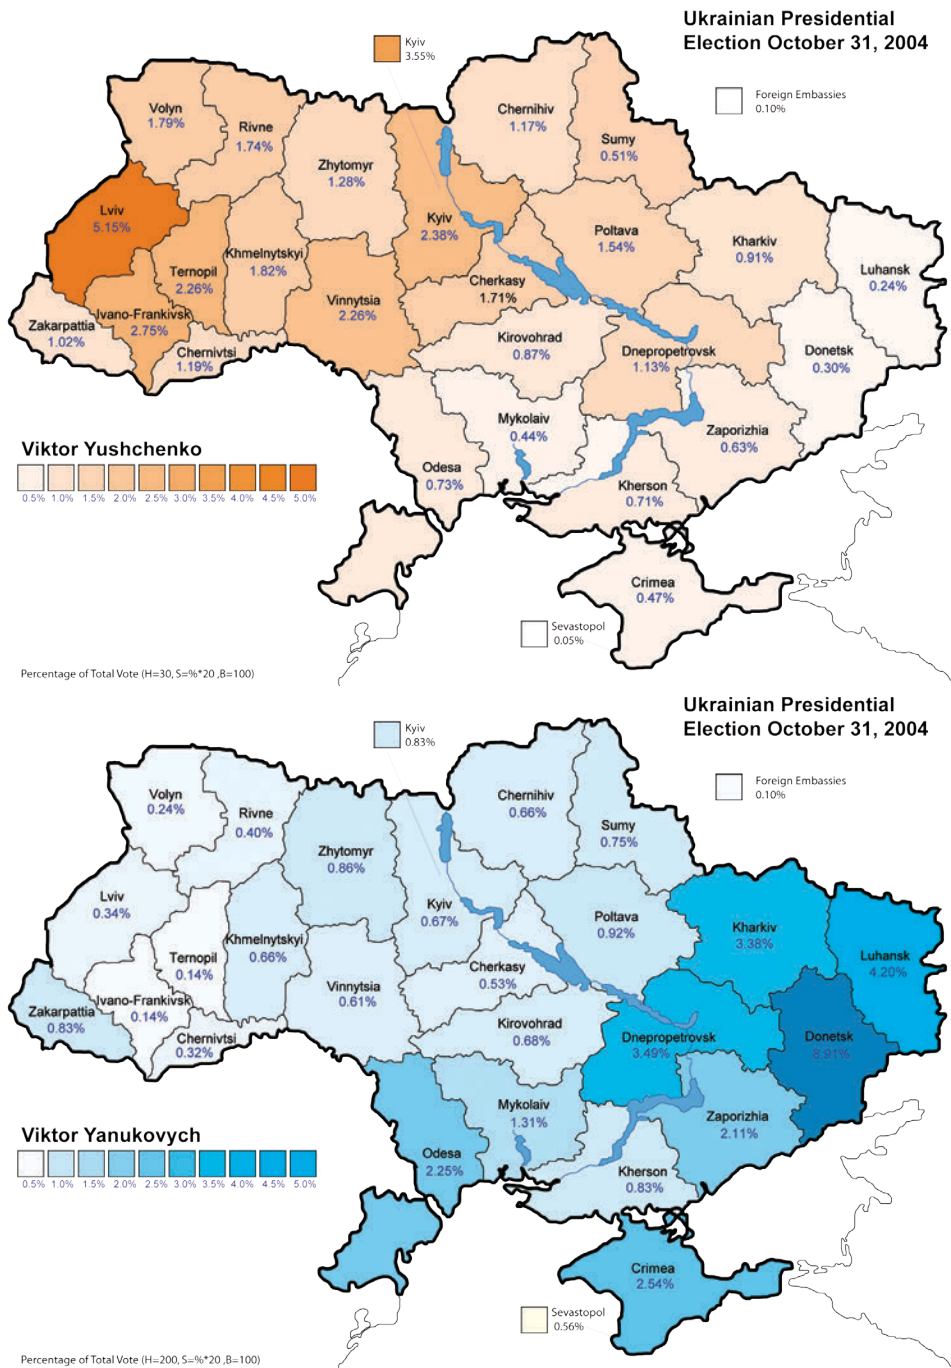 Ukrainian Presidential
Election October 31, 2004
Kyiv
3.55%
Foreign Embassies
0.10%
Volyn
1.79%
Rivne
1.74%
Zhytomyr
1.28%
Chernihiv
1.17%
Sumy
0.51%
Lviv
5.15%
Kyiv
2.38%
Poltava
1.54%
Kharkiv
0.91%
Luhansk
0.24%
Khmelnytskyi
1.82%
Ternopil
2.26%
Cherkasy
1.71%
Vinnytsia
2.26%
Ivano-Frankivsk
2.75%
Zakarpattia
1.02%
Chernivtsi
1.19%
Kirovohrad
0.87%
Dnepropetrovsk
1.13%
Donetsk
0.30%
Mykolaiv
0.44%
Zaporizhia
0.63%
Odesa
0.73%
Kherson
0.71%
Viktor Yushchenko
0.5% 1.0% 1.5% 2.0% 2.5% 3.0% 3.5% 4.0% 4.5% 5.0%
Crimea
0.47%
Sevastopol
0.05%
Percentage of Total Vote (H=30, S=%*20 ,B=100)
Ukrainian Presidential
Election October 31, 2004
Kyiv
0.83%
Foreign Embassies
0.10%
Volyn
0.24%
Rivne
0.40%
Zhytomyr
0.86%
Chernihiv
0.66%
Sumy
0.75%
Lviv
0.34%
Kyiv
0.67%
Poltava
0.92%
Kharkiv
3.38%
Luhansk
4.20%
Khmelnytskyi
0.66%
Ternopil
0.14%
Cherkasy
0.53%
Vinnytsia
0.61%
Ivano-Frankivsk
0.14%
Zakarpattia
0.83%
Chernivtsi
0.32%
Kirovohrad
0.68%
Dnepropetrovsk
3.49%
Donetsk
8.91%
Mykolaiv
1.31%
Zaporizhia
2.11%
Odesa
2.25%
Kherson
0.83%
Viktor Yanukovych
0.5% 1.0% 1.5% 2.0% 2.5% 3.0% 3.5% 4.0% 4.5% 5.0%
Crimea
2.54%
Sevastopol
0.56%
Percentage of Total Vote (H=200, S=%*20 ,B=100)